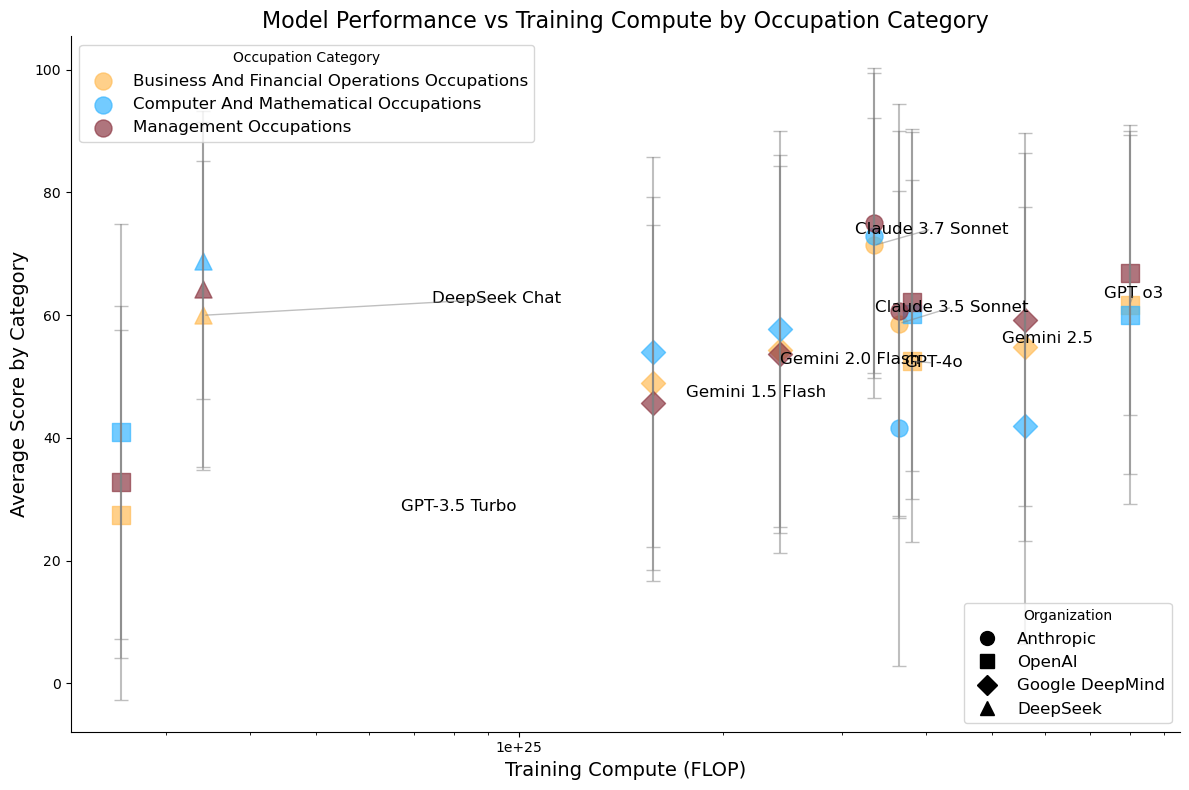 Model Performance vs Training Compute by Occupation Category
Occupation Category
Business And Financial Operations Occupations
Computer And Mathematical Occupations
Management Occupations
Average Score by Category
100
80
60
40
20
0
Claude 3.7 Sonnet
DeepSeek Chat
GPT o3
Claude 3.5 Sonnet
Gemini 2.5
Gemini 2.0 Flash
GPT-4o
Gemini 1.5 Flash
GPT-3.5 Turbo
Organization
Anthropic
OpenAI
Google DeepMind
DeepSeek
1e+25
Training Compute (FLOP)